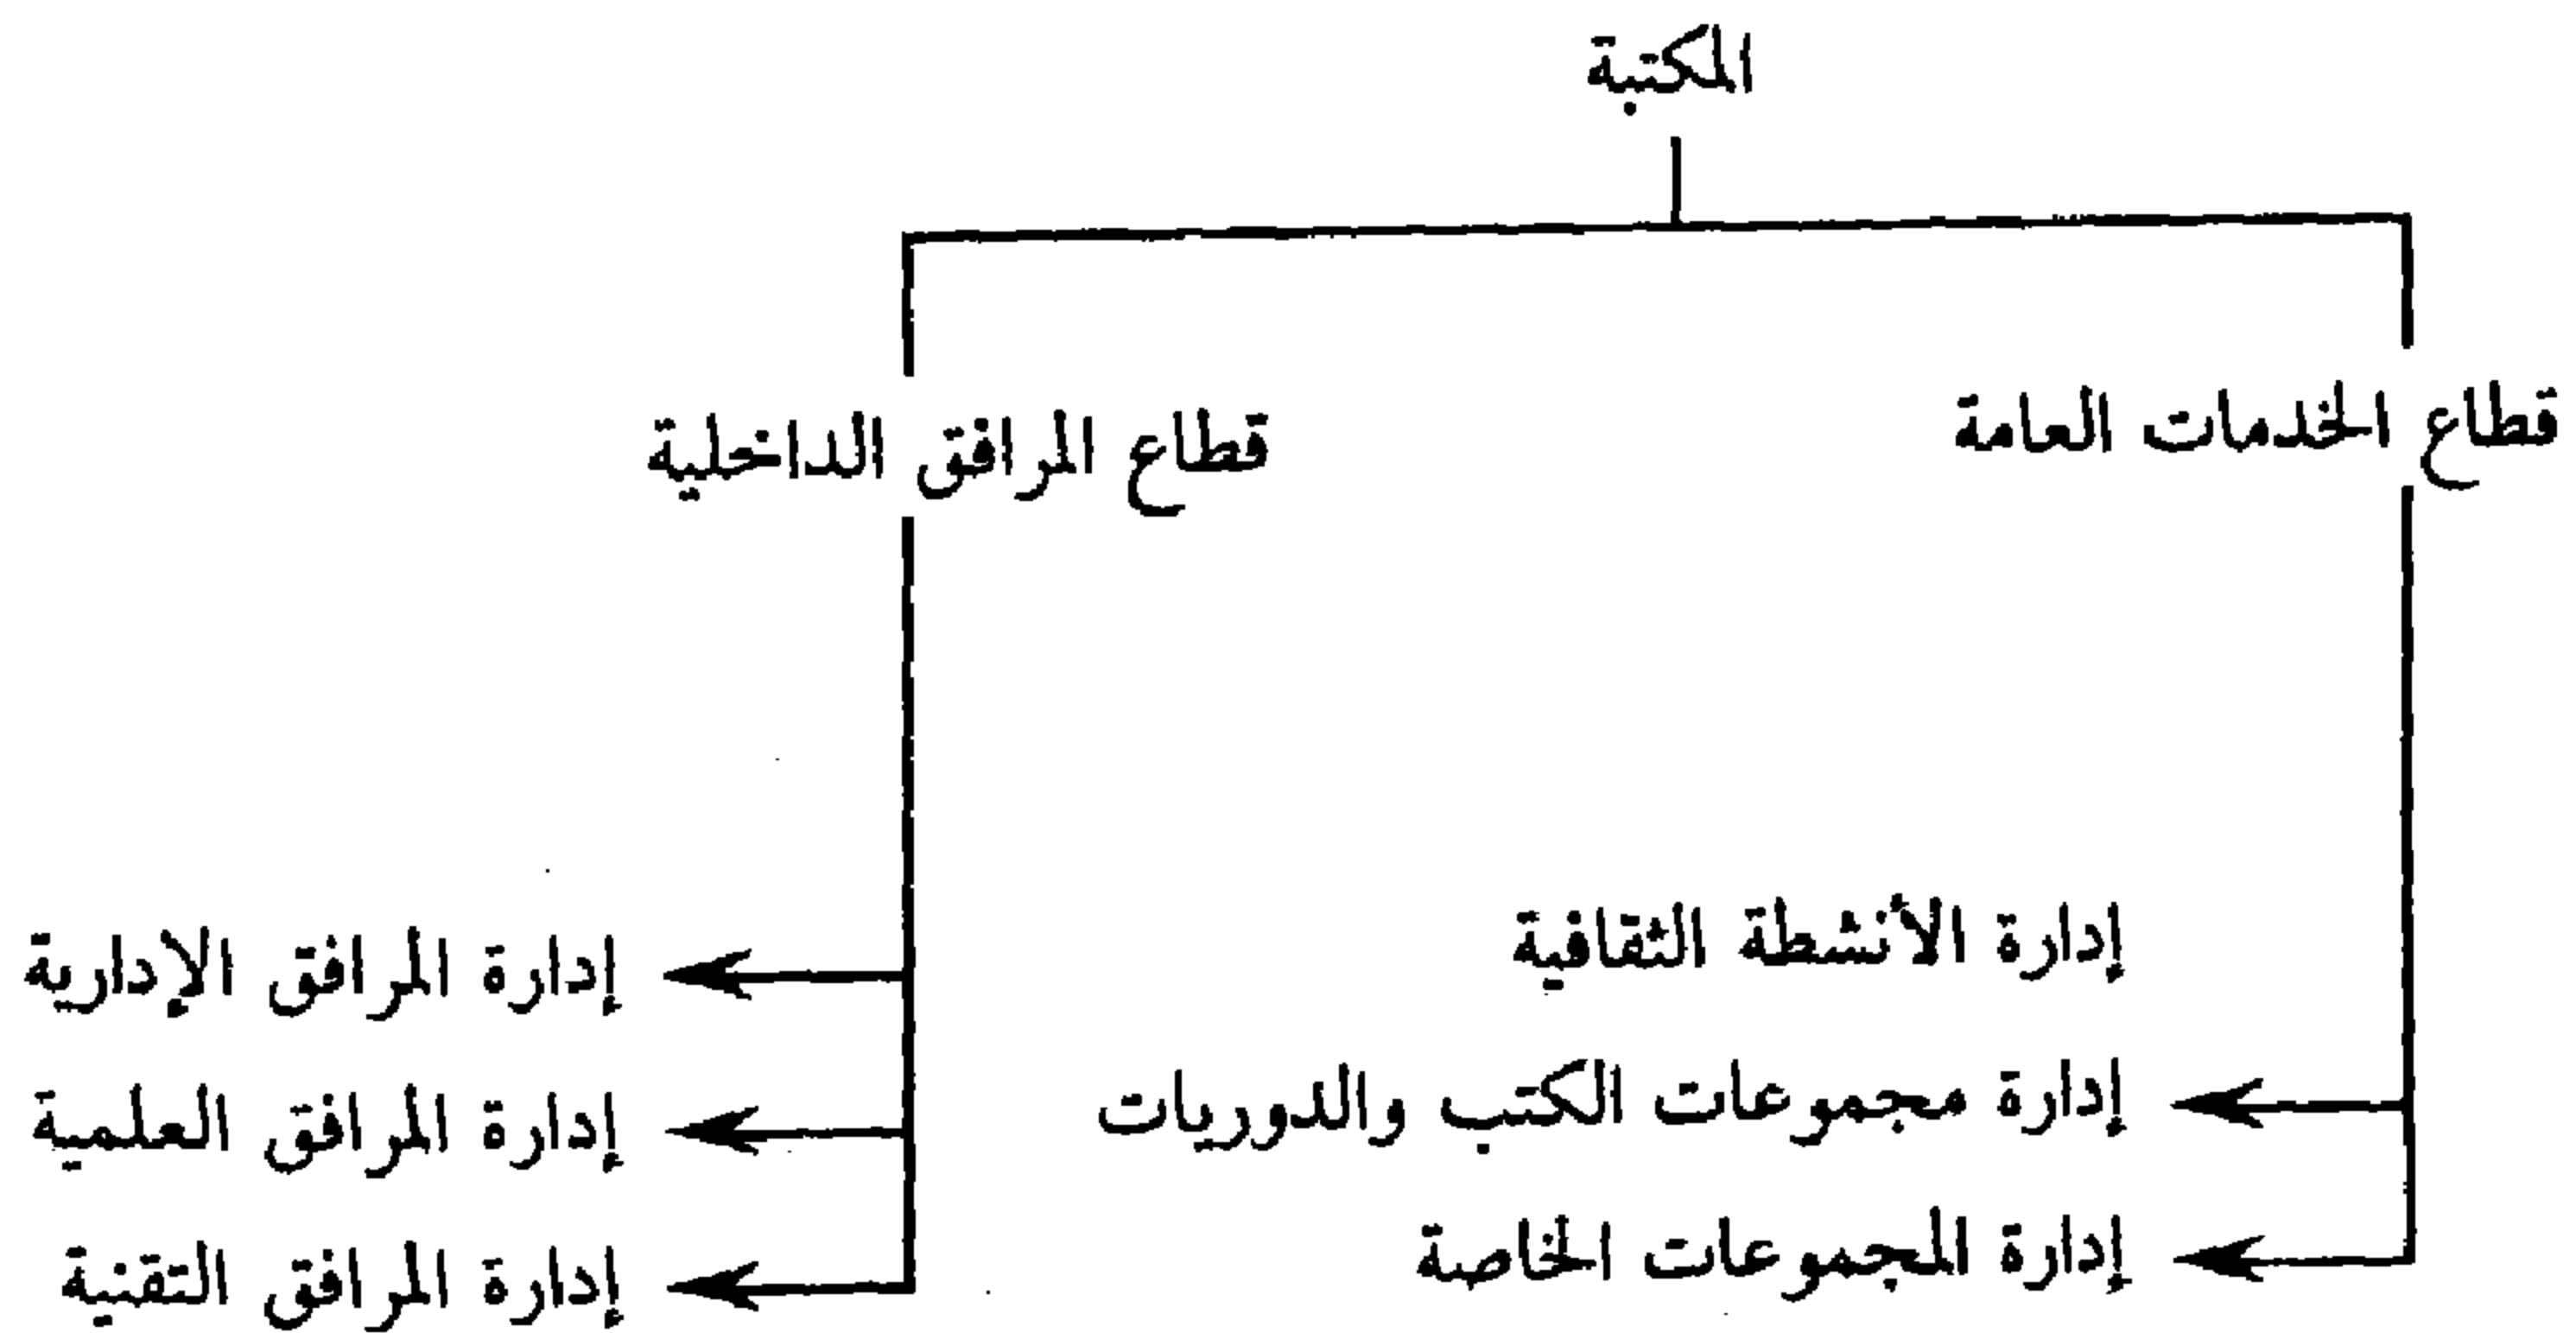 المكتبة
قطاع الخدمات العامة
قطاع المرافق الداخلية
إدارة الأنشطة الثقافية
إدارة مجموعات الكتب والدوريات
إدارة المجموعات الخاصة
إدارة المرافق الإدارية
إدارة المرافق العلمية
إدارة المرافق التقنية